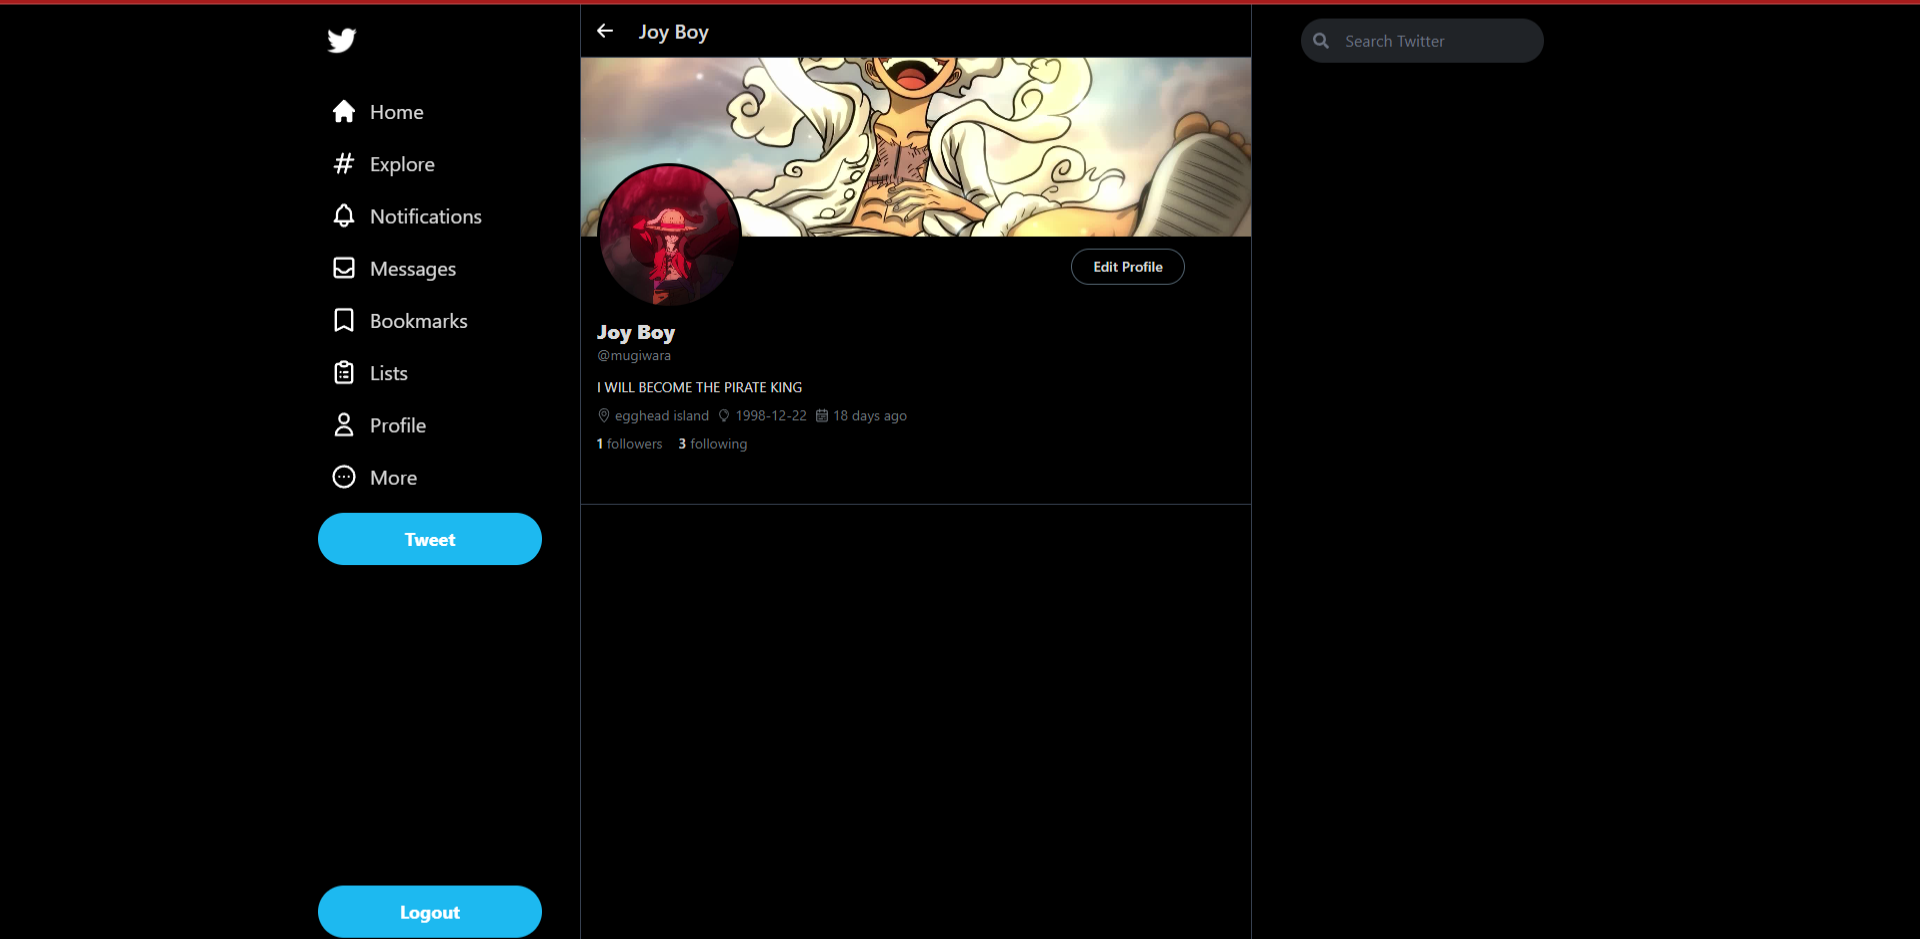 Home
Explore
Notifications
Messages
Bookmarks
Lists
Profile
More
Tweet
Logout
Joy Boy
Edit Profile
Joy Boy
@mugiwara
I WILL BECOME THE PIRATE KING
egghead island 1998-12-22 18 days ago
1 followers 3 following
Search Twitter